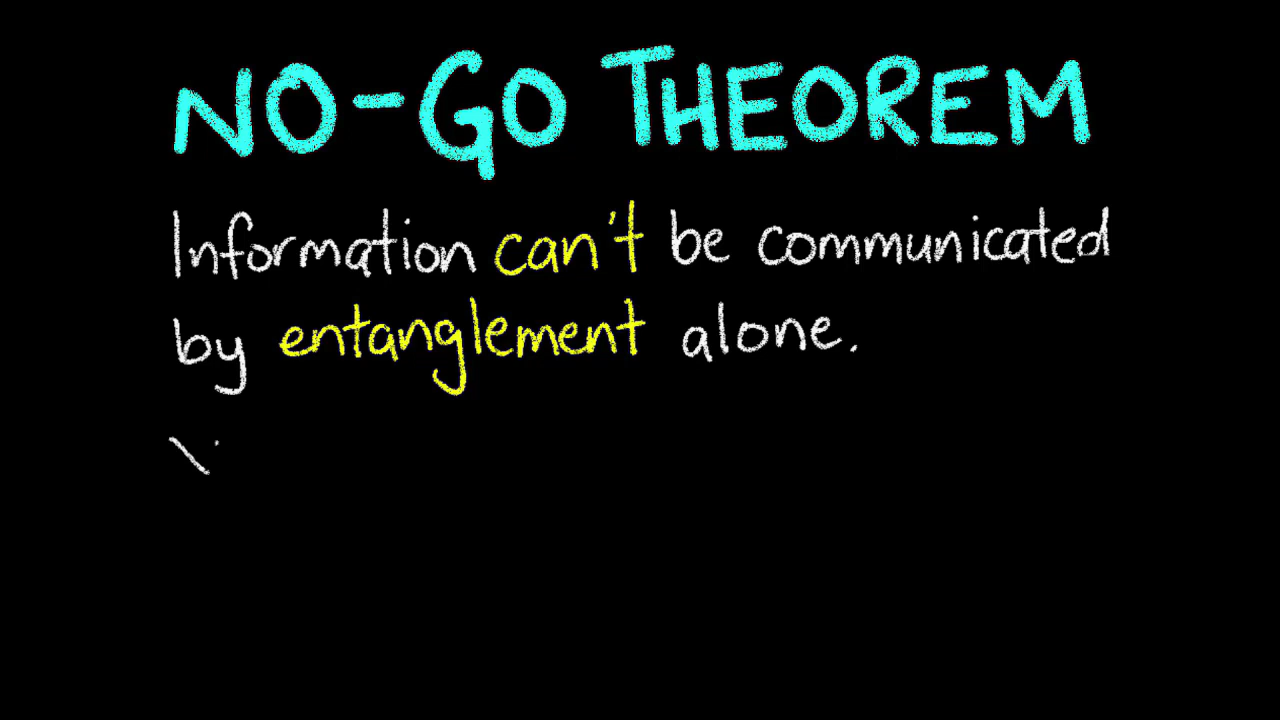 NO-GO THEOREM
Information can't be communicated
by entanglement alone.